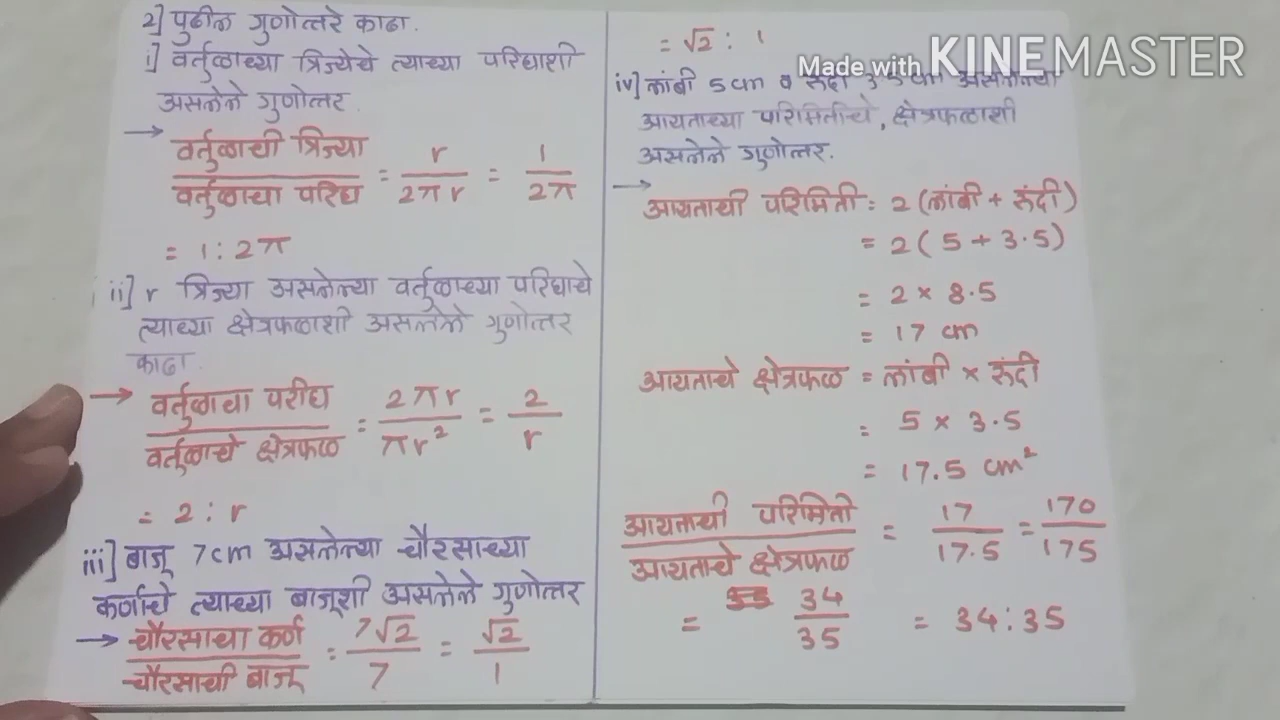 2] पुढील गुणोत्तरे काढा.
i] वर्तुळाच्या त्रिज्येचे त्याच्या परिघाशी
असलेले गुणोत्तर.
→ वर्तुळाची त्रिज्या / वर्तुळाचा परिघ = r / 2πr = 1 / 2π
= 1 : 2π
ii] r त्रिज्या असलेल्या वर्तुळाच्या परिघाचे
त्याच्या क्षेत्रफळाशी असलेले गुणोत्तर
काढा.
→ वर्तुळाचा परीघ / वर्तुळाचे क्षेत्रफळ = 2πr / πr² = 2 / r
= 2 : r
iii] बाजू 7cm असलेल्या चौरसाच्या
कर्णाचे त्याच्या बाजूशी असलेले गुणोत्तर
→ चौरसाचा कर्ण / चौरसाची बाजू = 7√2 / 7 = √2 / 1
= √2 : 1
Made with KINEMASTER
iv] लांबी 5cm व रुंदी 3.5cm असलेल्या
आयताच्या परिमितीचे, क्षेत्रफळाशी
असलेले गुणोत्तर.
→ आयताची परिमिती = 2 (लांबी + रुंदी)
= 2 ( 5 + 3.5)
= 2 × 8.5
= 17 cm
आयताचे क्षेत्रफळ = लांबी × रुंदी
= 5 × 3.5
= 17.5 cm²
आयताची परिमिती / आयताचे क्षेत्रफळ = 17 / 17.5 = 170 / 175
= 34 / 35 = 34 : 35